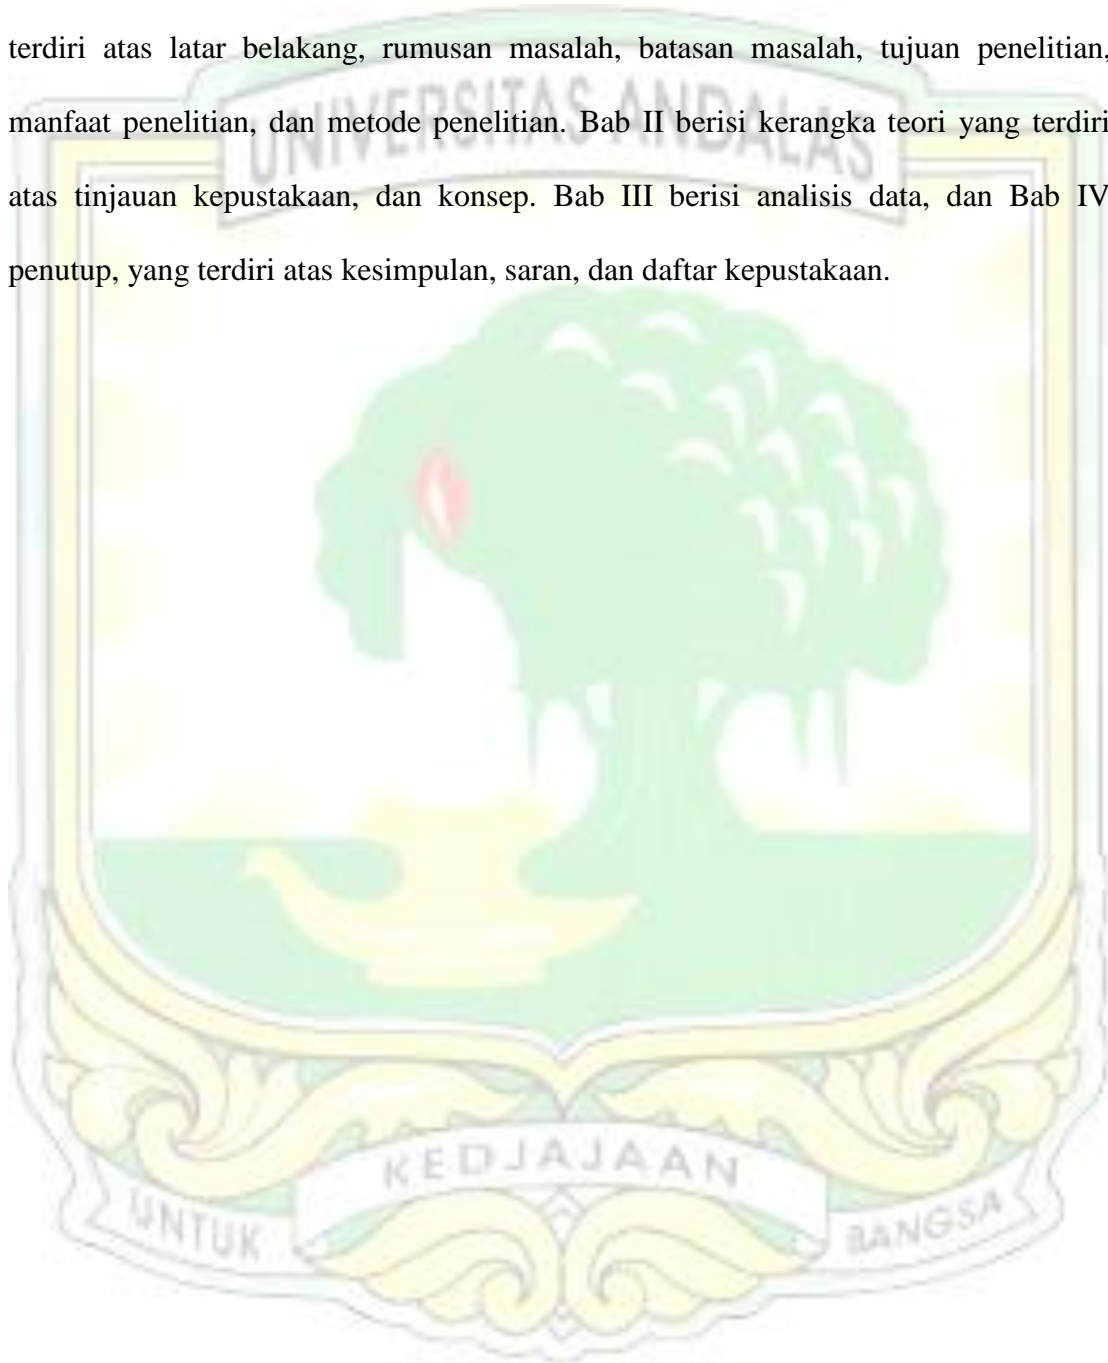 terdiri atas latar belakang, rumusan masalah, batasan masalah, tujuan penelitian,
manfaat penelitian, dan metode penelitian. Bab II berisi kerangka teori yang terdiri
atas tinjauan kepustakaan, dan konsep. Bab III berisi analisis data, dan Bab IV
penutup, yang terdiri atas kesimpulan, saran, dan daftar kepustakaan.
UNIVERSITAS ANDALAS
UNTUK KEDJAJAAN BANGSA